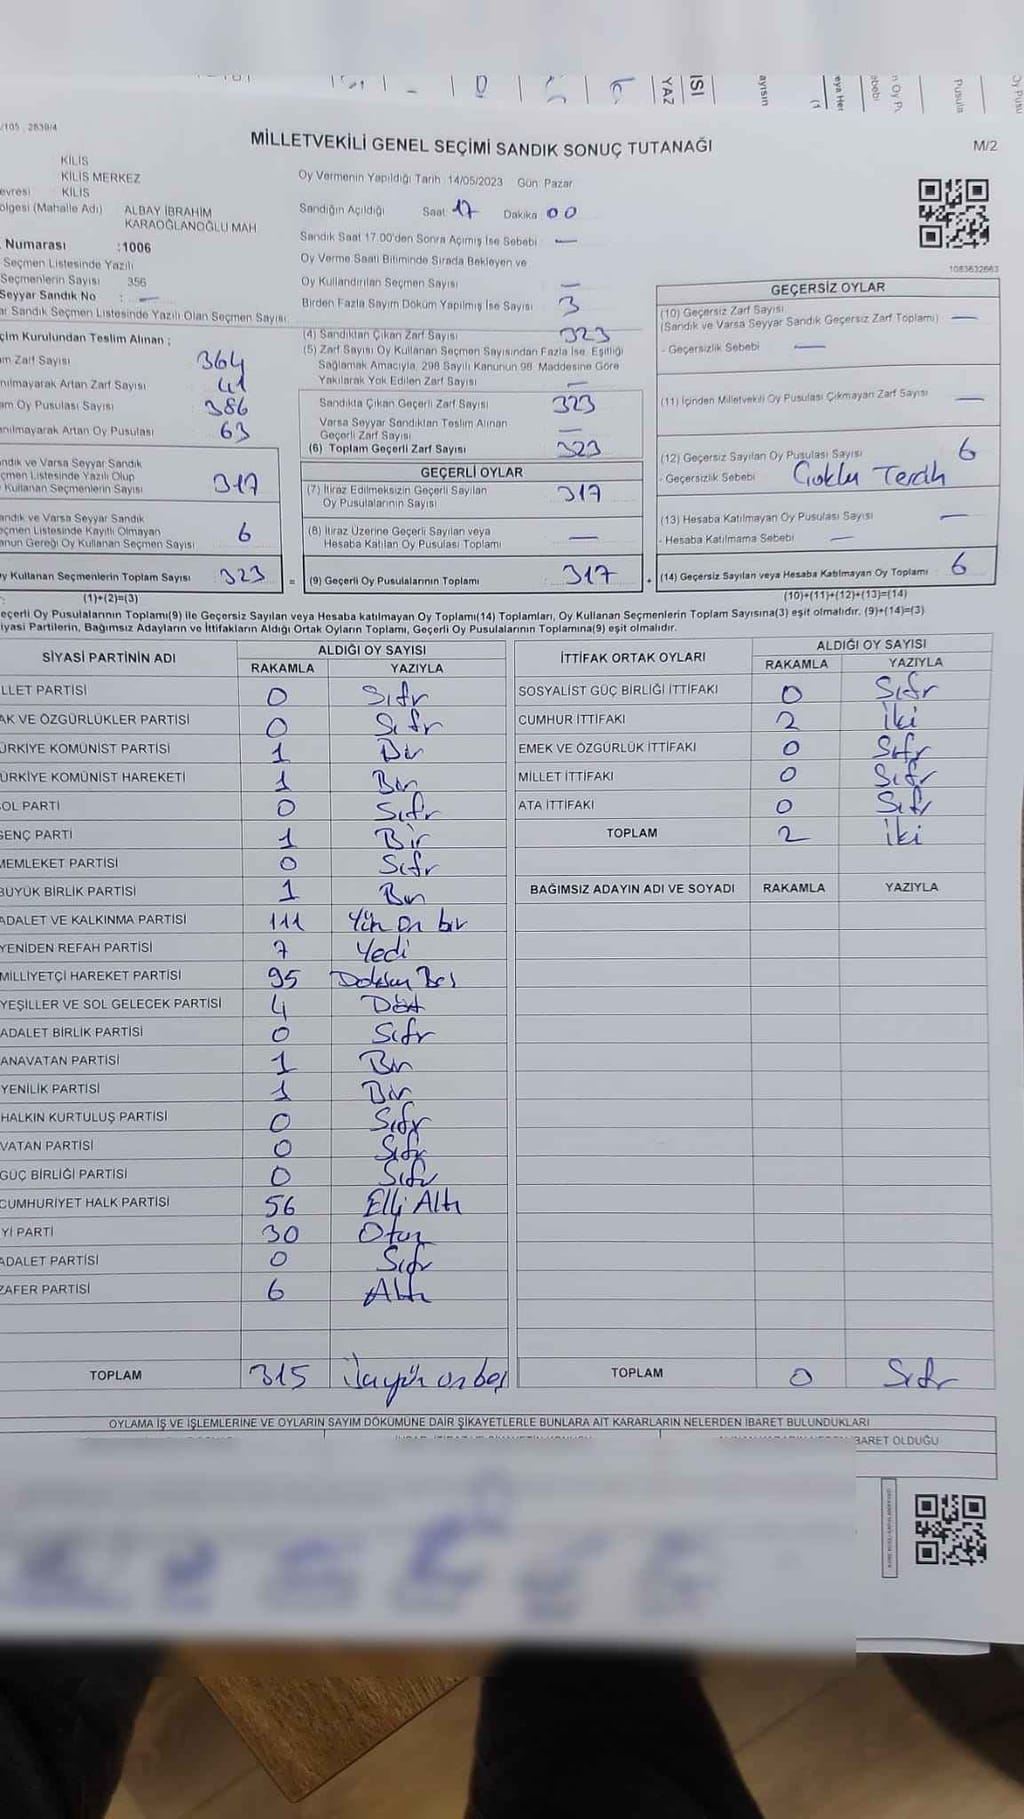 /105 , 2839/4
MİLLETVEKİLİ GENEL SEÇİMİ SANDIK SONUÇ TUTANAĞI
M/2
KİLİS
KİLİS MERKEZ
evresi KİLİS
ölgesi (Mahalle Adı) ALBAY İBRAHİM
KARAOĞLANOĞLU MAH.
Numarası :1006
Seçmen Listesinde Yazılı
Seçmenlerin Sayısı 356
Seyyar Sandık No : —
ar Sandık Seçmen Listesinde Yazılı Olan Seçmen Sayısı
Oy Vermenin Yapıldığı Tarih :14/05/2023 Gün: Pazar
Sandığın Açıldığı Saat 17 Dakika 00
Sandık Saat 17.00'den Sonra Açılmış İse Sebebi —
Oy Verme Saati Bitiminde Sırada Bekleyen ve
Oy Kullandırılan Seçmen Sayısı —
Birden Fazla Sayım Döküm Yapılmış İse Sayısı 3
1083632663
çim Kurulundan Teslim Alınan ;
m Zarf Sayısı 364
nılmayarak Artan Zarf Sayısı 41
am Oy Pusulası Sayısı 386
anılmayarak Artan Oy Pusulası 63
andık ve Varsa Seyyar Sandık
çmen Listesinde Yazılı Olup
Kullanan Seçmenlerin Sayısı 317
andık ve Varsa Seyyar Sandık
eçmen Listesinde Kayıtlı Olmayan
anun Gereği Oy Kullanan Seçmen Sayısı 6
y Kullanan Seçmenlerin Toplam Sayısı 323 =
(1)+(2)=(3)
(4) Sandıktan Çıkan Zarf Sayısı 323
(5) Zarf Sayısı Oy Kullanan Seçmen Sayısından Fazla İse, Eşitliği
Sağlamak Amacıyla, 298 Sayılı Kanunun 98. Maddesine Göre
Yakılarak Yok Edilen Zarf Sayısı —
Sandıkta Çıkan Geçerli Zarf Sayısı 323
Varsa Seyyar Sandıktan Teslim Alınan
Geçerli Zarf Sayısı —
(6) Toplam Geçerli Zarf Sayısı 323
GEÇERLİ OYLAR
(7) İtiraz Edilmeksizin Geçerli Sayılan
Oy Pusulalarının Sayısı 317
(8) İtiraz Üzerine Geçerli Sayılan veya
Hesaba Katılan Oy Pusulası Toplamı —
(9) Geçerli Oy Pusulalarının Toplamı 317 +
GEÇERSİZ OYLAR
(10) Geçersiz Zarf Sayısı
(Sandık ve Varsa Seyyar Sandık Geçersiz Zarf Toplamı) —
- Geçersizlik Sebebi —
(11) İçinden Milletvekili Oy Pusulası Çıkmayan Zarf Sayısı —
(12) Geçersiz Sayılan Oy Pusulası Sayısı 6
- Geçersizlik Sebebi Çoklu Tercih
(13) Hesaba Katılmayan Oy Pusulası Sayısı —
- Hesaba Katılmama Sebebi —
(14) Geçersiz Sayılan veya Hesaba Katılmayan Oy Toplamı 6
(10)+(11)+(12)+(13)=(14)
eçerli Oy Pusulalarının Toplamı(9) ile Geçersiz Sayılan veya Hesaba katılmayan Oy Toplamı(14) Toplamları, Oy Kullanan Seçmenlerin Toplam Sayısına(3) eşit olmalıdır. (9)+(14)=(3)
iyasi Partilerin, Bağımsız Adayların ve İttifakların Aldığı Ortak Oyların Toplamı, Geçerli Oy Pusulalarının Toplamına(9) eşit olmalıdır.
SİYASİ PARTİNİN ADI ALDIĞI OY SAYISI
RAKAMLA YAZIYLA
LLET PARTİSİ 0 Sıfır
AK VE ÖZGÜRLÜKLER PARTİSİ 0 Sıfır
ÜRKİYE KOMÜNİST PARTİSİ 1 Bir
ÜRKİYE KOMÜNİST HAREKETİ 1 Bir
OL PARTİ 0 Sıfır
GENÇ PARTİ 1 Bir
MEMLEKET PARTİSİ 0 Sıfır
BÜYÜK BİRLİK PARTİSİ 1 Bir
ADALET VE KALKINMA PARTİSİ 111 Yüz on bir
YENİDEN REFAH PARTİSİ 7 Yedi
MİLLİYETÇİ HAREKET PARTİSİ 95 Doksan Beş
YEŞİLLER VE SOL GELECEK PARTİSİ 4 Dört
ADALET BİRLİK PARTİSİ 0 Sıfır
ANAVATAN PARTİSİ 1 Bir
YENİLİK PARTİSİ 1 Bir
HALKIN KURTULUŞ PARTİSİ 0 Sıfır
VATAN PARTİSİ 0 Sıfır
GÜÇ BİRLİĞİ PARTİSİ 0 Sıfır
CUMHURİYET HALK PARTİSİ 56 Elli Altı
Yİ PARTİ 30 Otuz
ADALET PARTİSİ 0 Sıfır
ZAFER PARTİSİ 6 Altı
TOPLAM 315 Üçyüz on beş
İTTİFAK ORTAK OYLARI ALDIĞI OY SAYISI
RAKAMLA YAZIYLA
SOSYALİST GÜÇ BİRLİĞİ İTTİFAKI 0 Sıfır
CUMHUR İTTİFAKI 2 İki
EMEK VE ÖZGÜRLÜK İTTİFAKI 0 Sıfır
MİLLET İTTİFAKI 0 Sıfır
ATA İTTİFAKI 0 Sıfır
TOPLAM 2 İki
BAĞIMSIZ ADAYIN ADI VE SOYADI RAKAMLA YAZIYLA
TOPLAM 0 Sıfır
OYLAMA İŞ VE İŞLEMLERİNE VE OYLARIN SAYIM DÖKÜMÜNE DAİR ŞİKAYETLERLE BUNLARA AİT KARARLARIN NELERDEN İBARET BULUNDUKLARI
BARET OLDUĞU